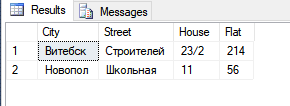 Results Messages
City Street House Flat
1 Витебск Строителей 23/2 214
2 Новопол Школьная 11 56